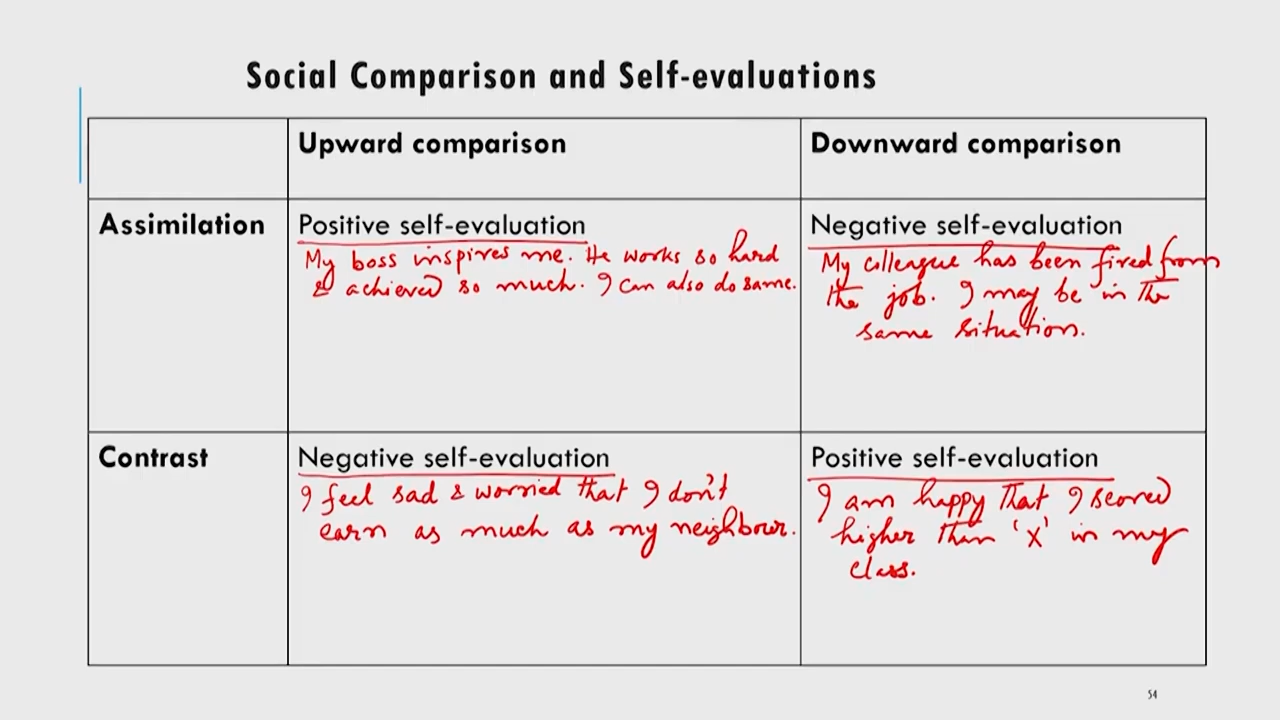 Social Comparison and Self-evaluations
Upward comparison
Downward comparison
Assimilation
Positive self-evaluation
My boss inspires me. He works so hard
& achieved so much. I can also do same.
Negative self-evaluation
My colleague has been fired from
the job. I may be in the
same situation.
Contrast
Negative self-evaluation
I feel sad & worried that I don't
earn as much as my neighbour.
Positive self-evaluation
I am happy that I scored
higher than 'X' in my
class.
54